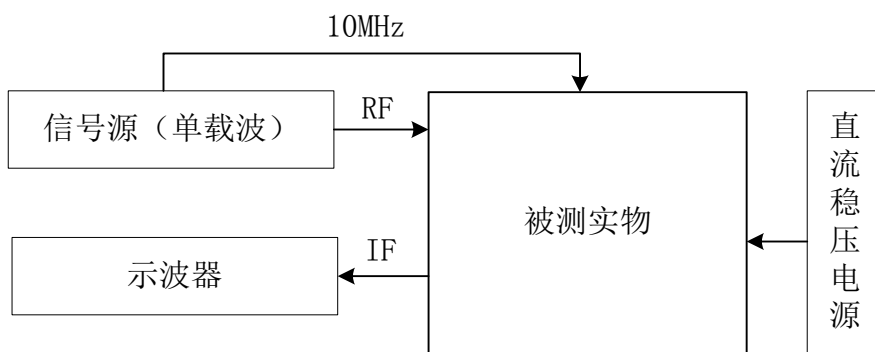 10MHz
信号源（单载波）
RF
被测实物
直流稳压电源
示波器
IF